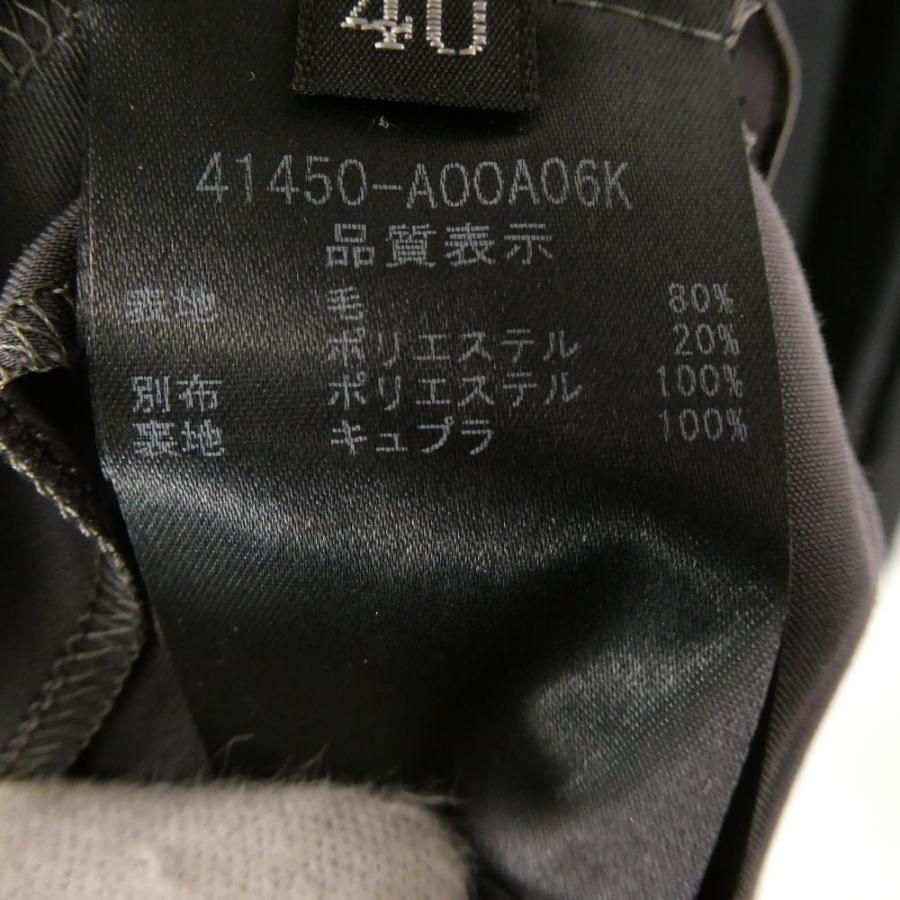 40
41450-A00A06K
品質表示
表地 毛 80%
ポリエステル 20%
別布 ポリエステル 100%
裏地 キュプラ 100%